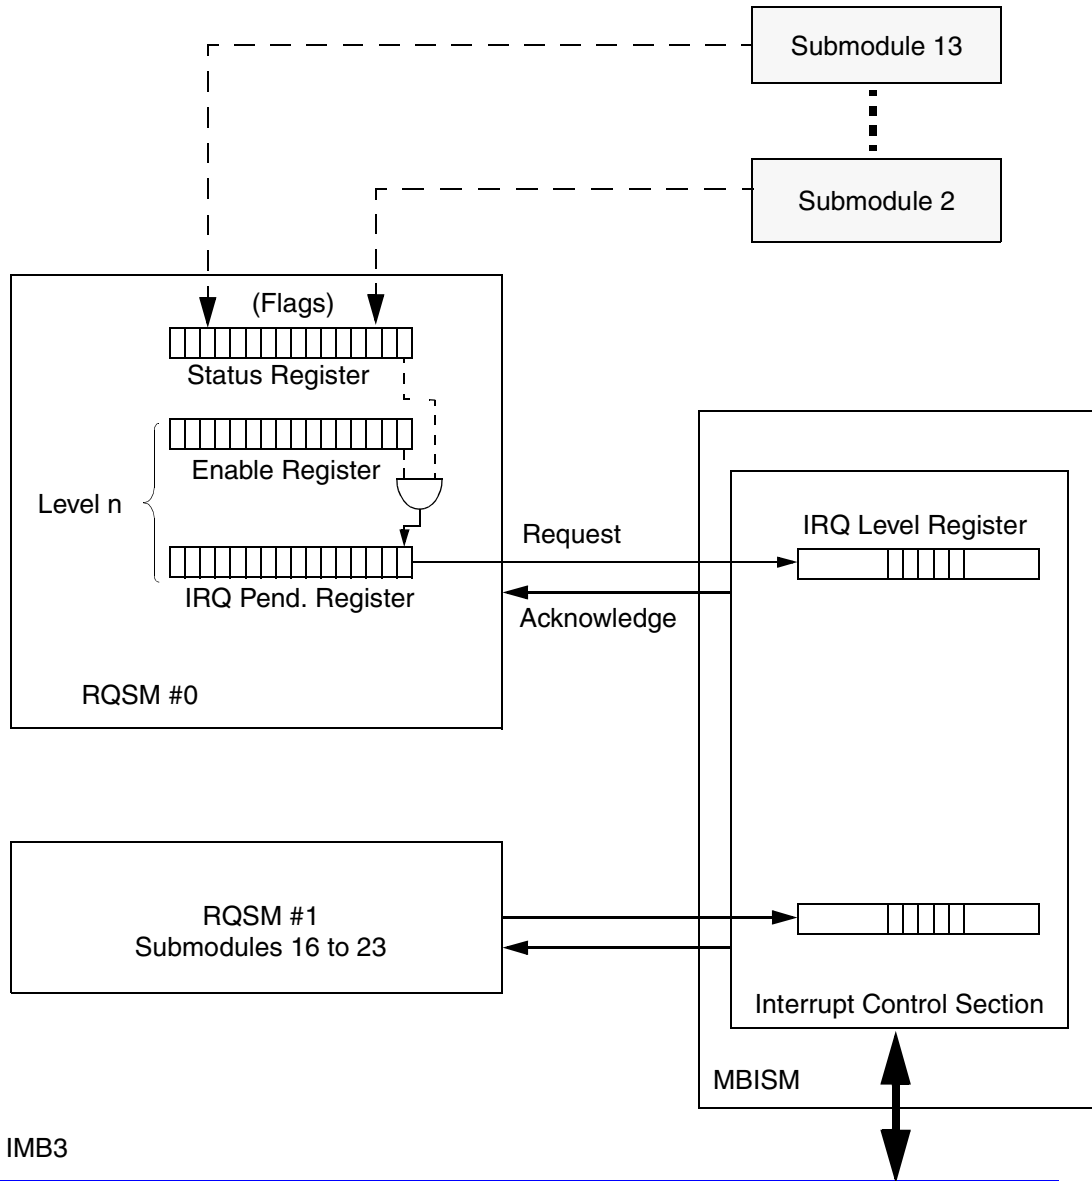 Submodule 13
Submodule 2
(Flags)
Status Register
Enable Register
Level n
IRQ Pend. Register
RQSM #0
Request
Acknowledge
IRQ Level Register
RQSM #1
Submodules 16 to 23
Interrupt Control Section
MBISM
IMB3